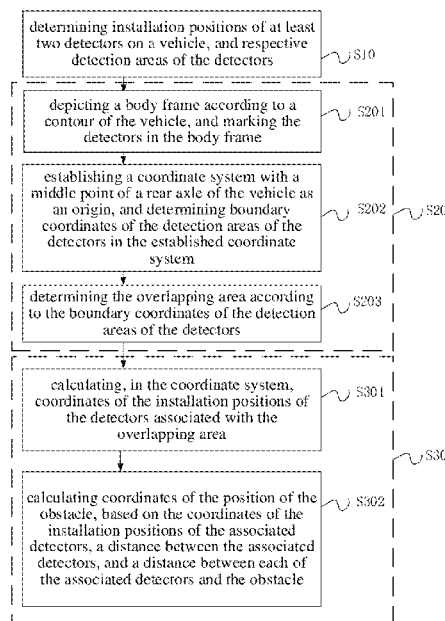 determining installation positions of at least
two detectors on a vehicle, and respective
detection areas of the detectors
S10
depicting a body frame according to a
contour of the vehicle, and marking the
detectors in the body frame
S201
establishing a coordinate system with a
middle point of a rear axle of the vehicle as
an origin, and determining boundary
coordinates of the detection areas of the
detectors in the established coordinate
system
S202
S20
determining the overlapping area according
to the boundary coordinates of the detection
areas of the detectors
S203
calculating, in the coordinate system,
coordinates of the installation positions of
the detectors associated with the
overlapping area
S301
S30
calculating coordinates of the position of the
obstacle, based on the coordinates of the
installation positions of the associated
detectors, a distance between the associated
detectors, and a distance between each of
the associated detectors and the obstacle
S302